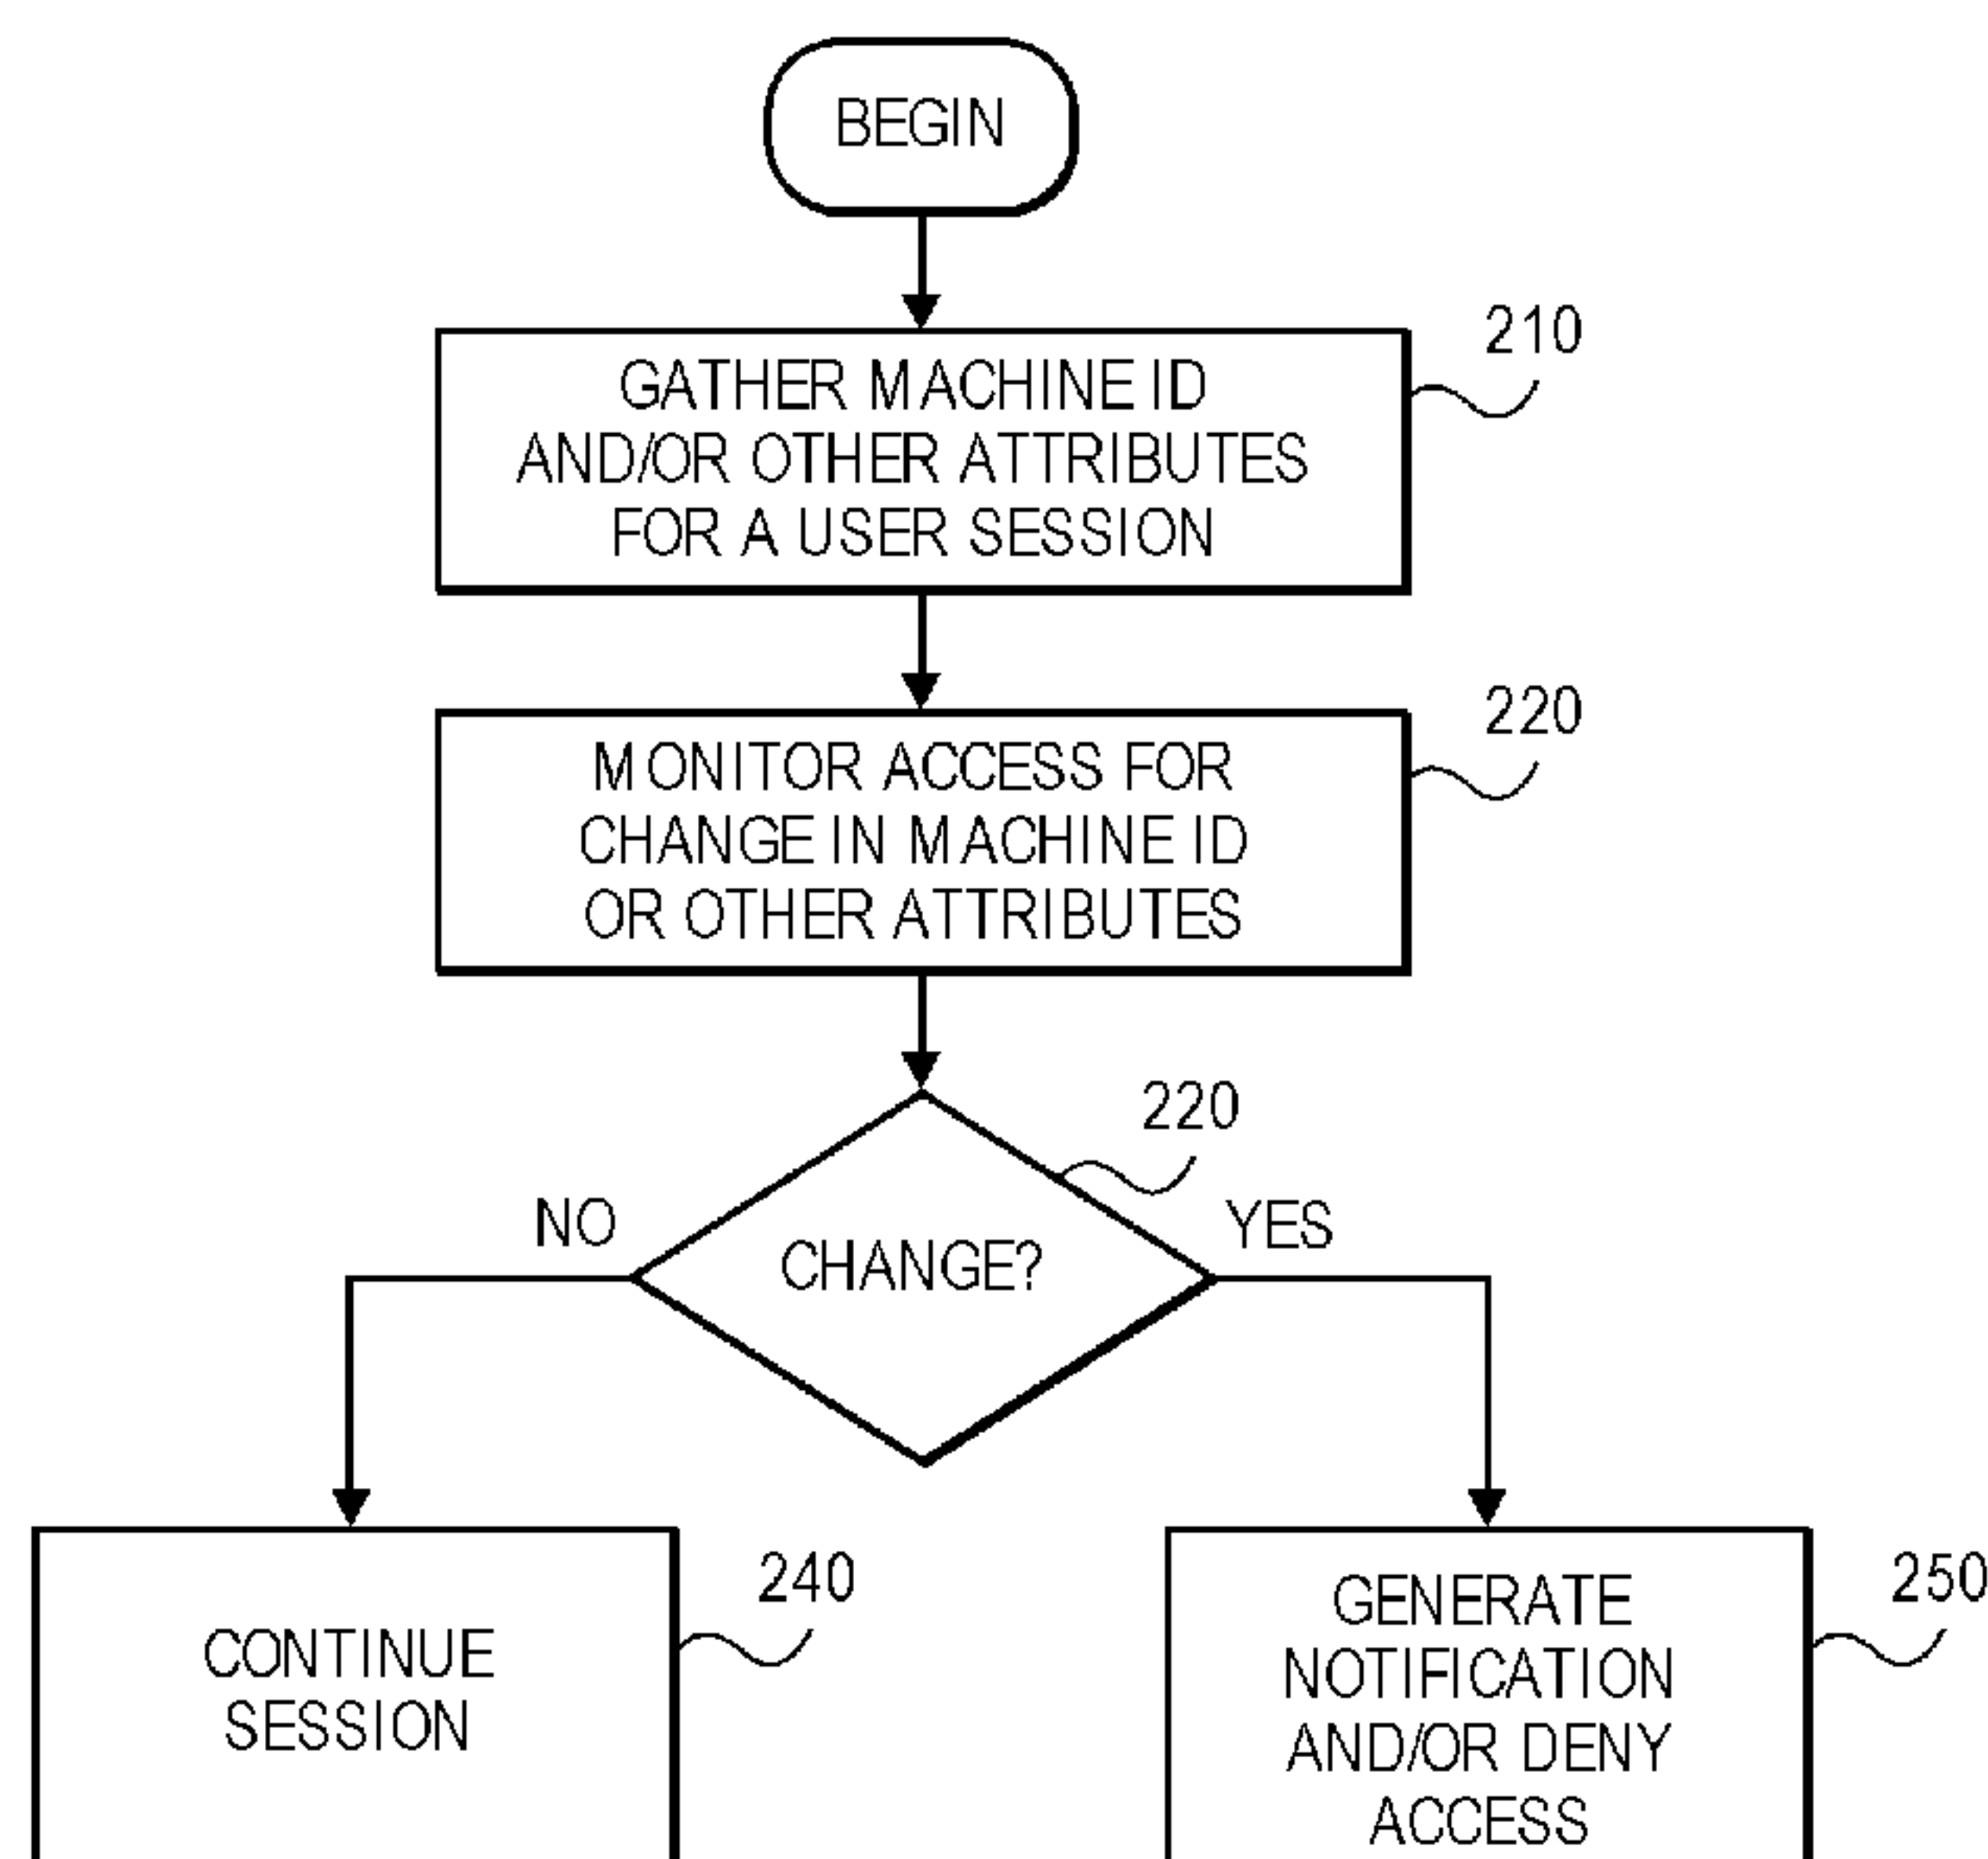 BEGIN
210
GATHER MACHINE ID
AND/OR OTHER ATTRIBUTES
FOR A USER SESSION
220
MONITOR ACCESS FOR
CHANGE IN MACHINE ID
OR OTHER ATTRIBUTES
220
NO
YES
CHANGE?
240
CONTINUE
SESSION
250
GENERATE
NOTIFICATION
AND/OR DENY
ACCESS